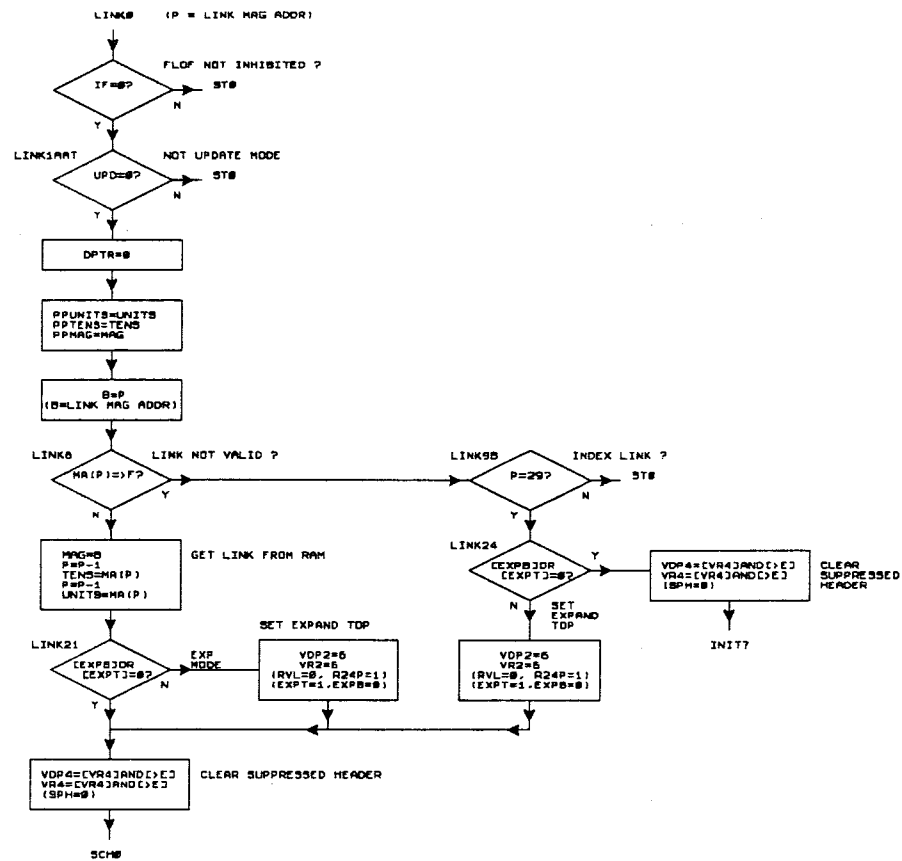 LINK0 (P = LINK MAG ADDR)
FLOF NOT INHIBITED ?
IF=0?
ST0
N
Y
LINK1AAT
NOT UPDATE MODE
UPD=0?
ST0
N
Y
DPTR=0
PPUNITS=UNITS
PPTENS=TENS
PPMAG=MAG
B=P
(B=LINK MAG ADDR)
LINK6
LINK NOT VALID ?
MA(P)=>F?
Y
N
LINK9B
INDEX LINK ?
P=29?
ST0
N
Y
MAG=B
P=P-1
TENS=MA(P)
P=P-1
UNITS=MA(P)
GET LINK FROM RAM
LINK24
[EXPB]OR
[EXPT]=0?
Y
N
VDP4=[VR4]AND[>E]
VR4=[VR4]AND[>E]
(SPH=0)
CLEAR
SUPPRESSED
HEADER
INIT?
SET
EXPAND
TOP
LINK21
[EXPB]OR
[EXPT]=0?
EXP
MODE
N
Y
SET EXPAND TOP
VDP2=6
VR2=6
(RVL=0, R24P=1)
(EXPT=1,EXPB=0)
VDP2=6
VR2=6
(RVL=0, R24P=1)
(EXPT=1,EXPB=0)
VDP4=[VR4]AND[>E]
VR4=[VR4]AND[>E]
(SPH=0)
CLEAR SUPPRESSED HEADER
SCH0